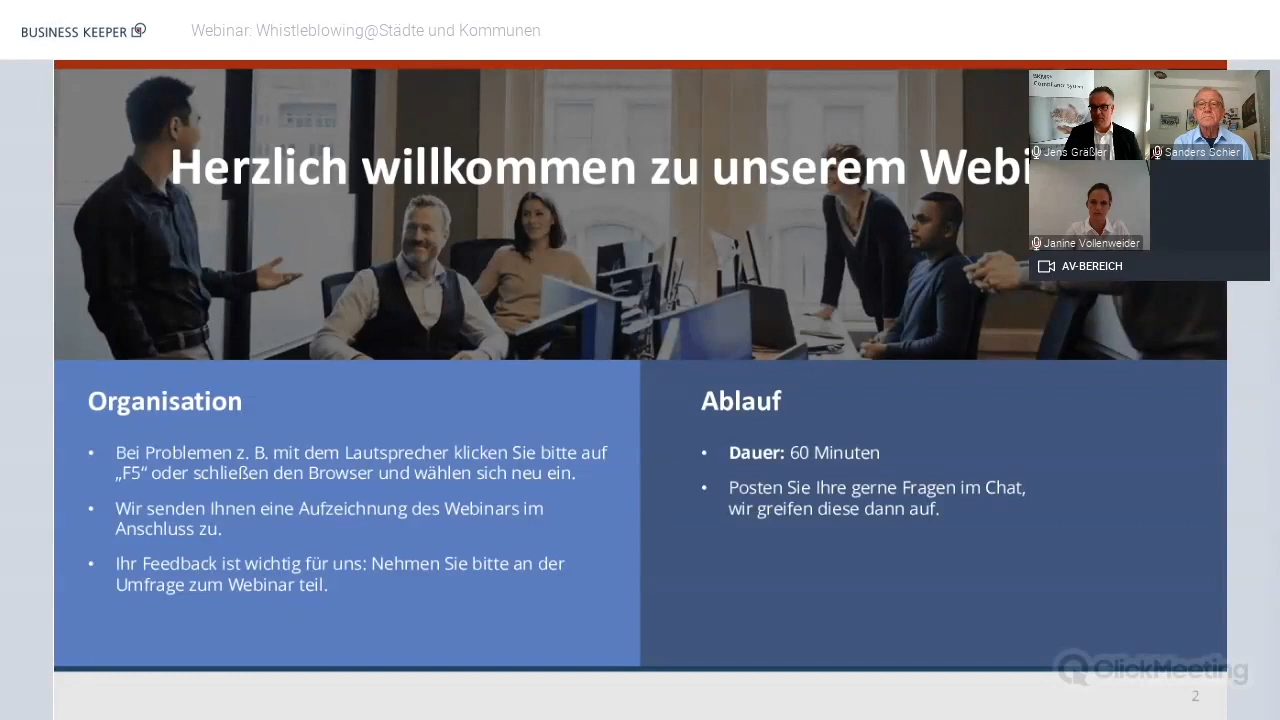 BUSINESS KEEPER
Webinar: Whistleblowing@Städte und Kommunen
BKMS®
Compliance System
Herzlich willkommen zu unserem Webi
Jens Gräßler
Sanders Schier
Janine Vollenweider
AV-BEREICH
Organisation
• Bei Problemen z. B. mit dem Lautsprecher klicken Sie bitte auf
„F5“ oder schließen den Browser und wählen sich neu ein.
• Wir senden Ihnen eine Aufzeichnung des Webinars im
Anschluss zu.
• Ihr Feedback ist wichtig für uns: Nehmen Sie bitte an der
Umfrage zum Webinar teil.
Ablauf
• Dauer: 60 Minuten
• Posten Sie Ihre gerne Fragen im Chat,
wir greifen diese dann auf.
ClickMeeting
2